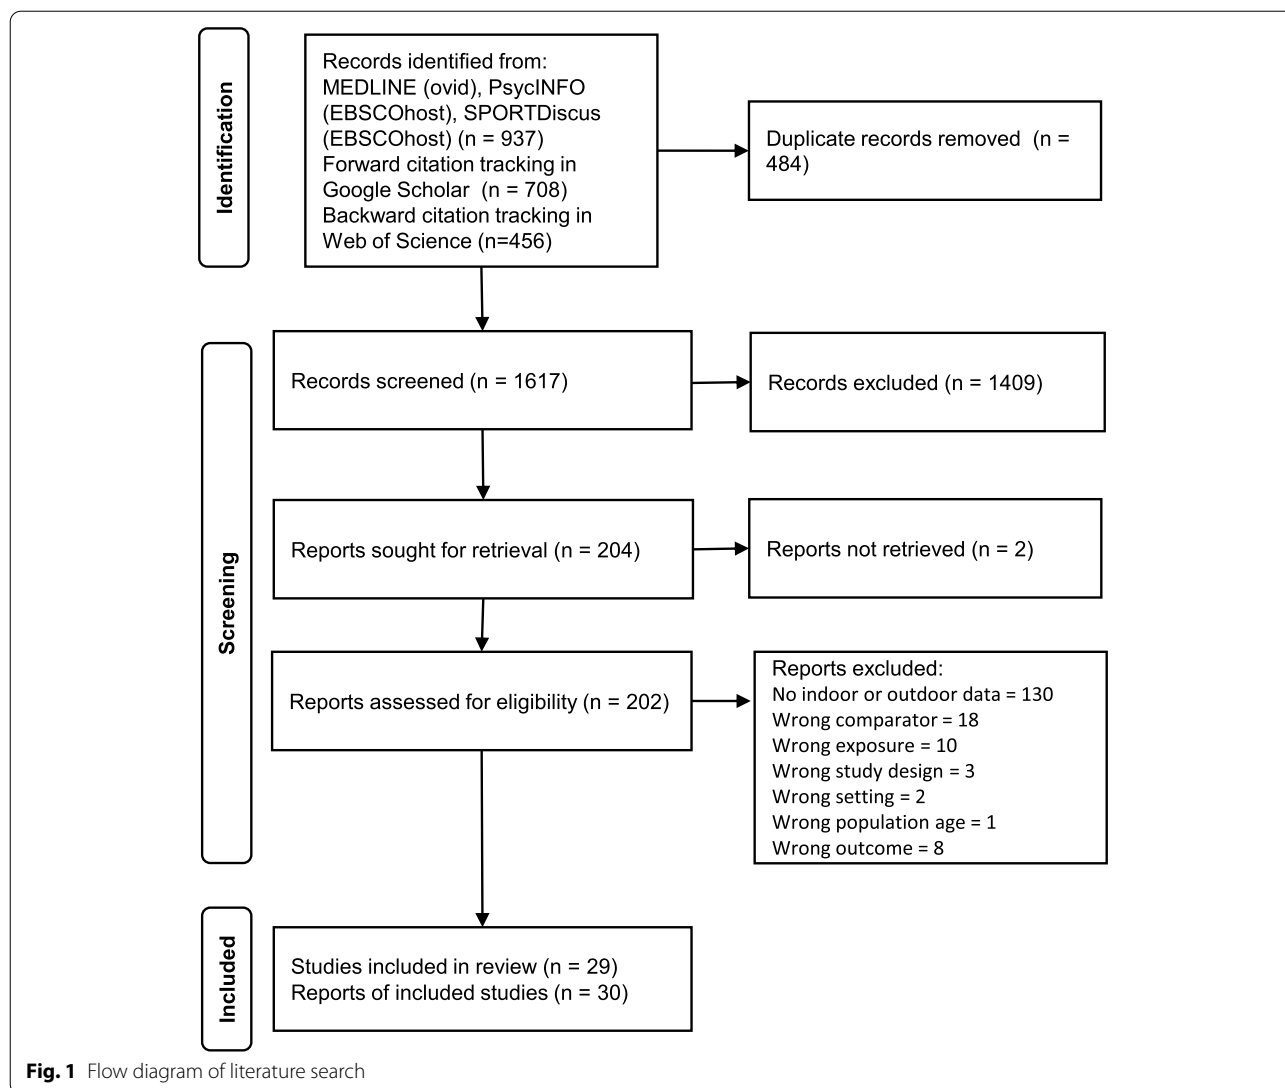 Identification
Records identified from:
MEDLINE (ovid), PsycINFO
(EBSCOhost), SPORTDiscus
(EBSCOhost) (n = 937)
Forward citation tracking in
Google Scholar  (n = 708)
Backward citation tracking in
Web of Science (n=456)
Duplicate records removed  (n =
484)
Screening
Records screened (n = 1617)
Records excluded (n = 1409)
Reports sought for retrieval (n = 204)
Reports not retrieved (n = 2)
Reports assessed for eligibility (n = 202)
Reports excluded:
No indoor or outdoor data = 130
Wrong comparator = 18
Wrong exposure = 10
Wrong study design = 3
Wrong setting = 2
Wrong population age = 1
Wrong outcome = 8
Included
Studies included in review (n = 29)
Reports of included studies (n = 30)
Fig. 1 Flow diagram of literature search